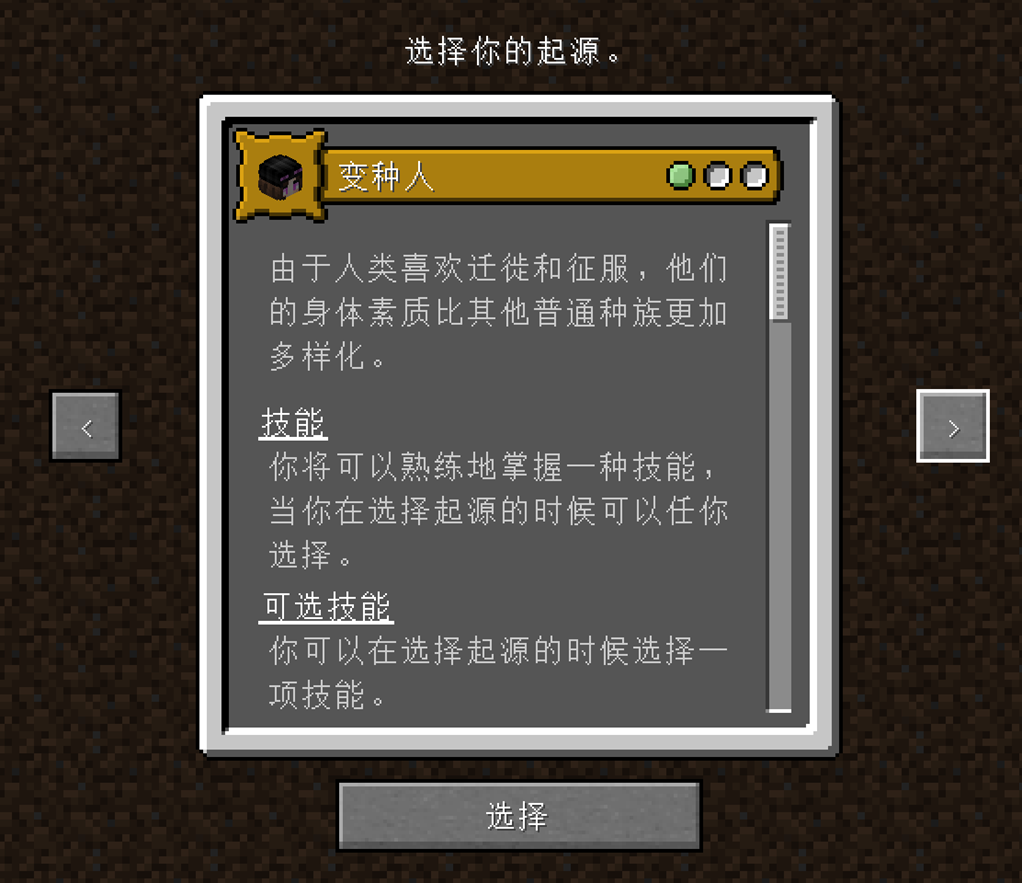 选择你的起源。
变种人
由于人类喜欢迁徙和征服，他们
的身体素质比其他普通种族更加
多样化。
技能
你将可以熟练地掌握一种技能，
当你在选择起源的时候可以任你
选择。
可选技能
你可以在选择起源的时候选择一
项技能。
<
>
选择